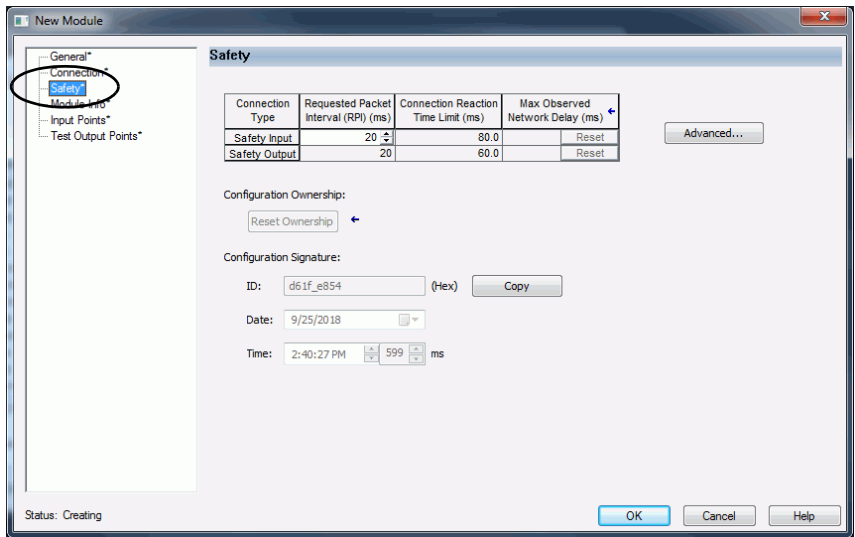 New Module
General*
Connection*
Safety*
Module Info*
Input Points*
Test Output Points*
Safety
Connection Type Requested Packet Interval (RPI) (ms) Connection Reaction Time Limit (ms) Max Observed Network Delay (ms)
Safety Input 20 80.0 Reset
Safety Output 20 60.0 Reset
Advanced...
Configuration Ownership:
Reset Ownership
Configuration Signature:
ID: d61f_e854 (Hex) Copy
Date: 9/25/2018
Time: 2:40:27 PM 599 ms
Status: Creating
OK Cancel Help